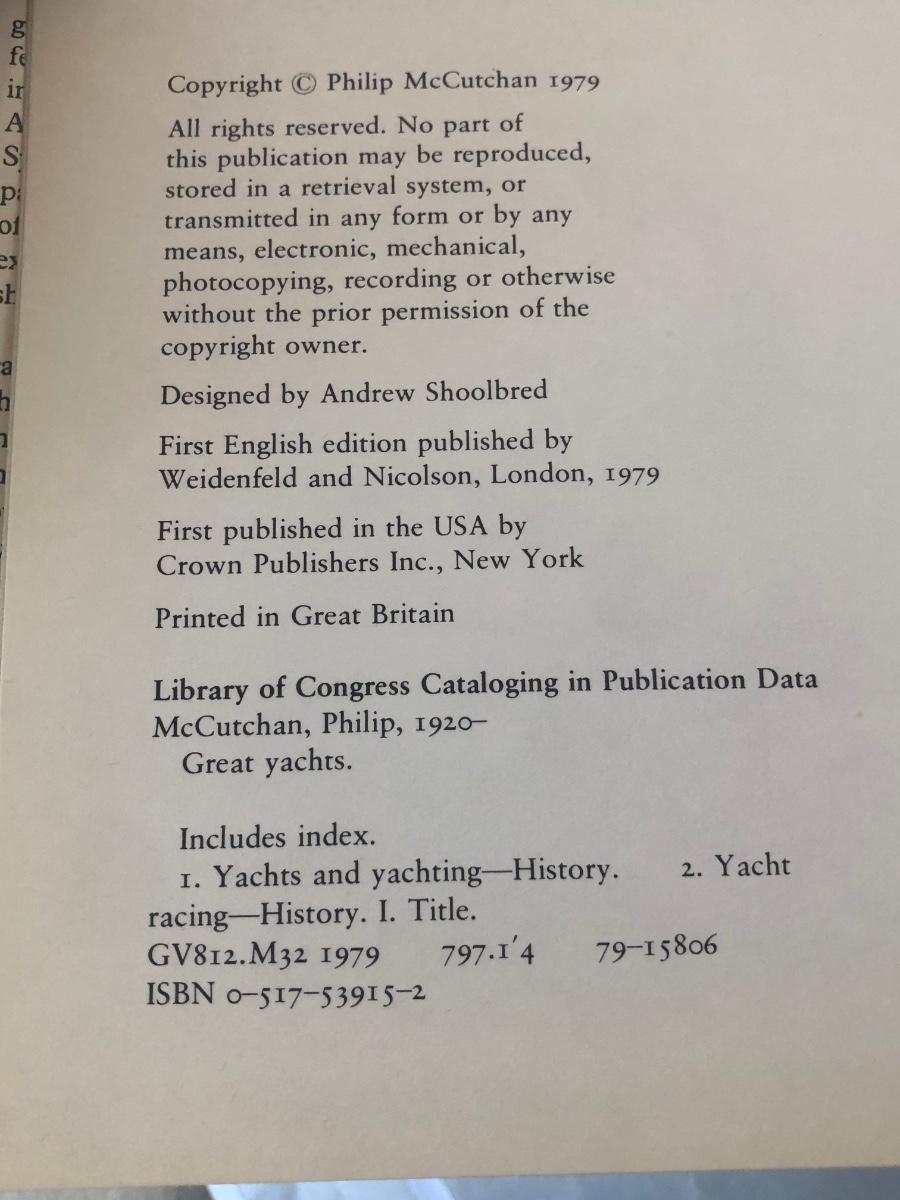 Copyright © Philip McCutchan 1979
All rights reserved. No part of
this publication may be reproduced,
stored in a retrieval system, or
transmitted in any form or by any
means, electronic, mechanical,
photocopying, recording or otherwise
without the prior permission of the
copyright owner.
Designed by Andrew Shoolbred
First English edition published by
Weidenfeld and Nicolson, London, 1979
First published in the USA by
Crown Publishers Inc., New York
Printed in Great Britain
Library of Congress Cataloging in Publication Data
McCutchan, Philip, 1920–
Great yachts.
Includes index.
1. Yachts and yachting—History. 2. Yacht
racing—History. I. Title.
GV812.M32 1979 797.1'4 79–15806
ISBN 0–517–53915–2